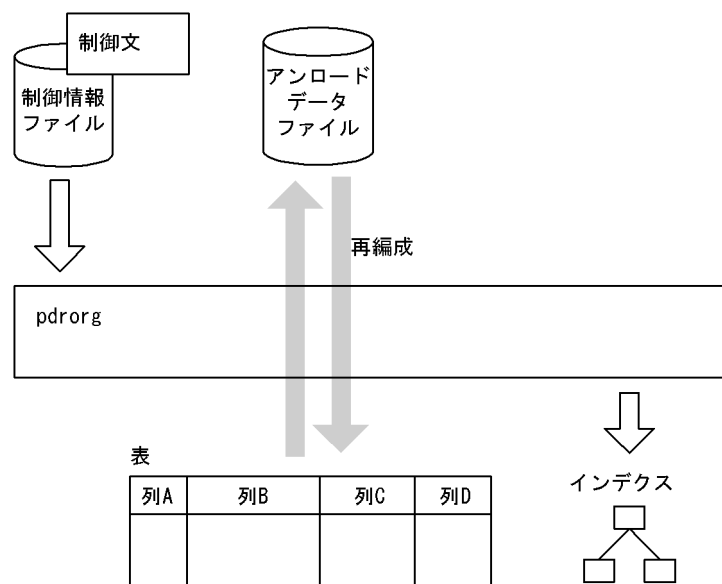 制御文
制御情報
ファイル
アンロード
データ
ファイル
再編成
pdrorg
表
列A
列B
列C
列D
インデクス